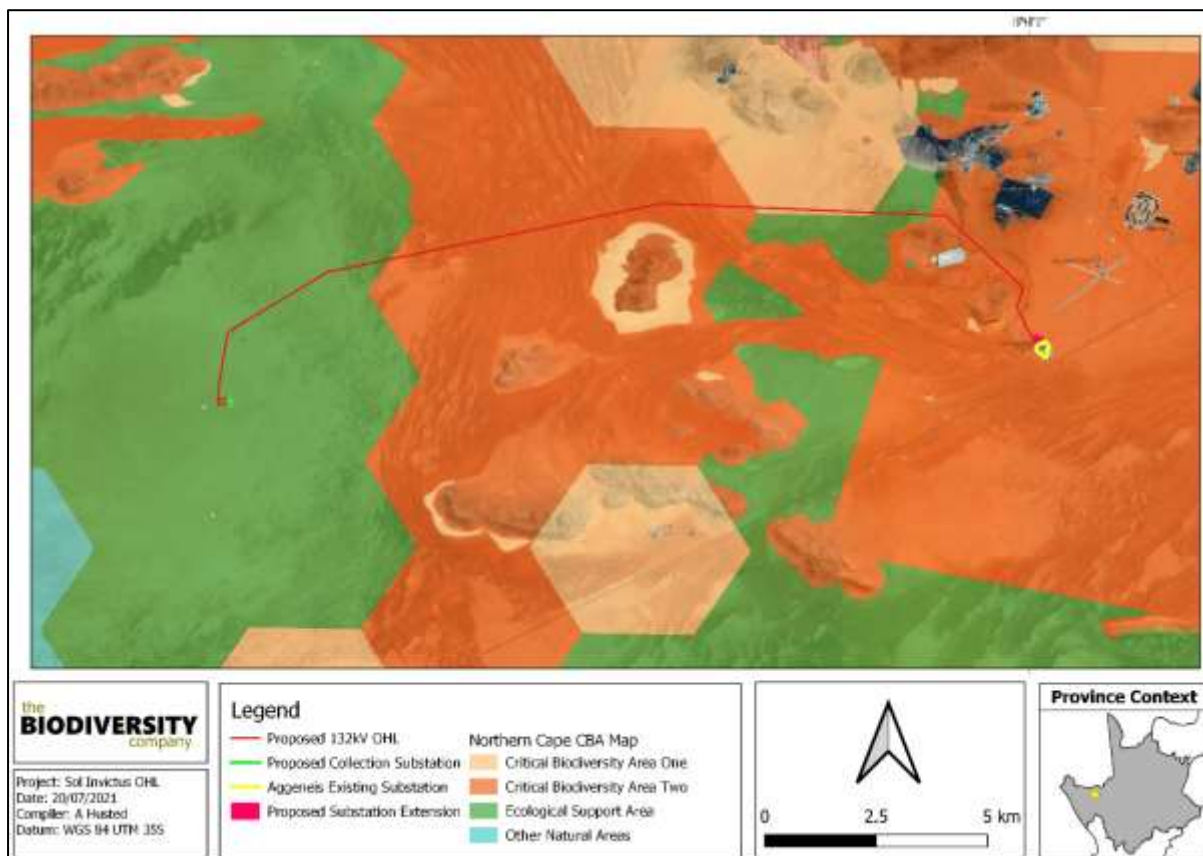 the
BIODIVERSITY
company
Project: Sol Invictus OHL
Date: 20/07/2021
Compiler: A Husted
Datum: WGS 84 UTM 35S
Legend
Proposed 132kV OHL
Proposed Collection Substation
Aggeneis Existing Substation
Proposed Substation Extension
Northern Cape CBA Map
Critical Biodiversity Area One
Critical Biodiversity Area Two
Ecological Support Area
Other Natural Areas
0 2.5 5 km
Province Context